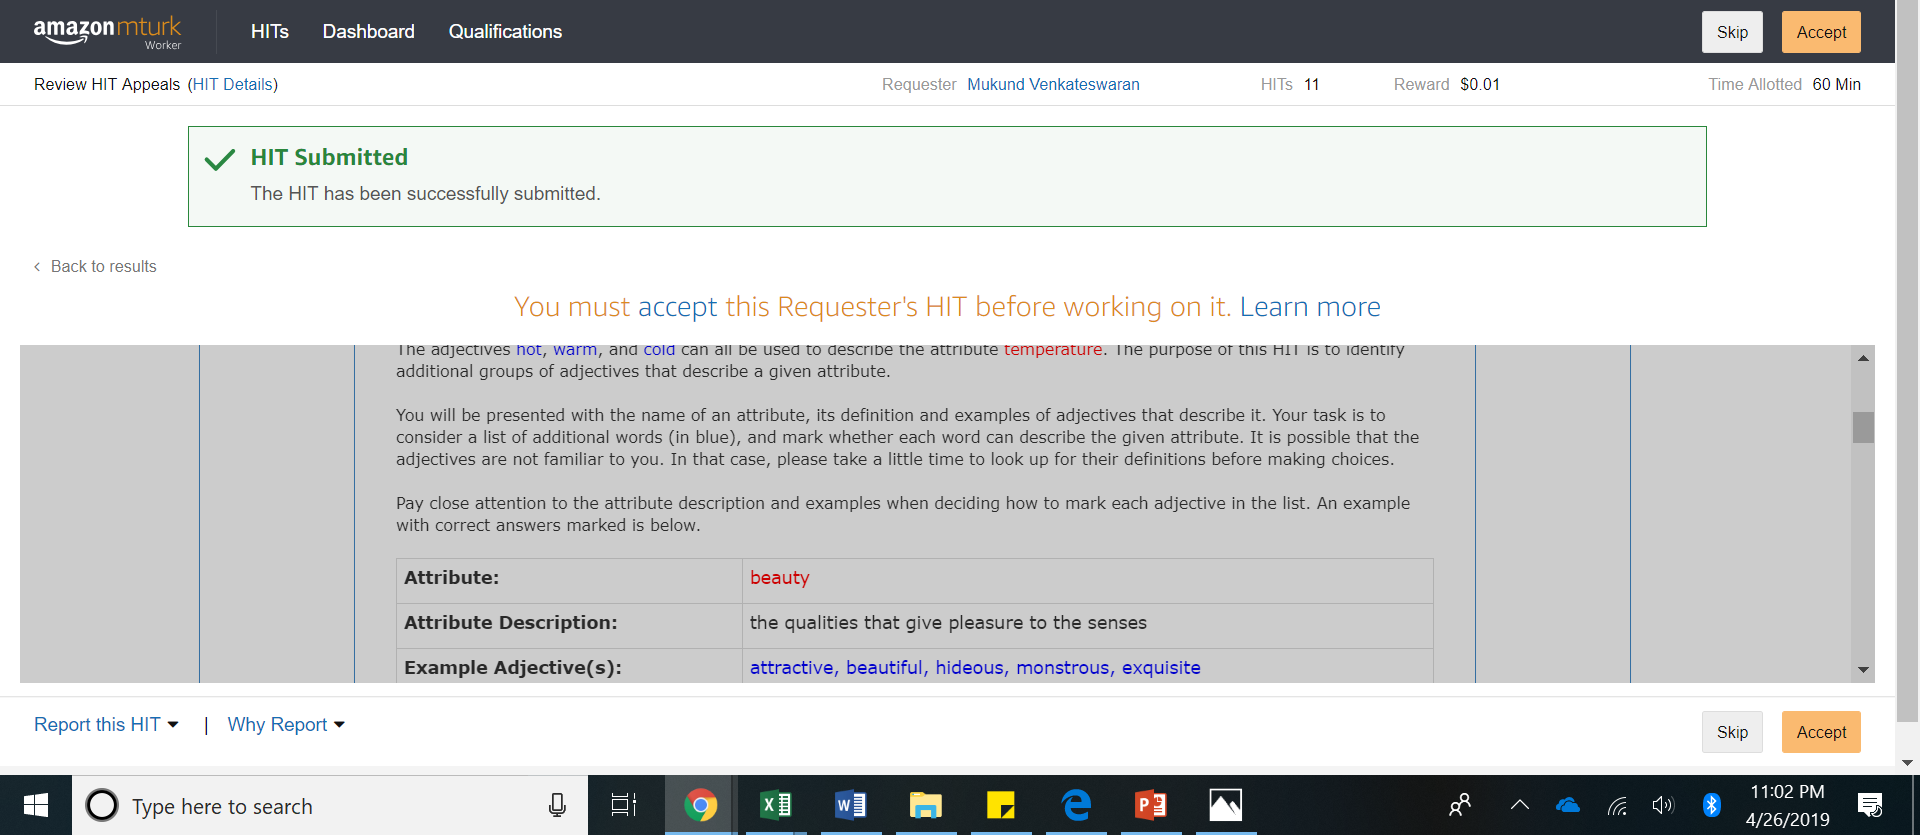 amazonmturk
Worker
HITs Dashboard Qualifications
Skip Accept
Review HIT Appeals (HIT Details) Requester Mukund Venkateswaran HITs 11 Reward $0.01 Time Allotted 60 Min
HIT Submitted
The HIT has been successfully submitted.
Back to results
You must accept this Requester's HIT before working on it. Learn more
The adjectives hot, warm, and cold can all be used to describe the attribute temperature. The purpose of this HIT is to identify
additional groups of adjectives that describe a given attribute.
You will be presented with the name of an attribute, its definition and examples of adjectives that describe it. Your task is to
consider a list of additional words (in blue), and mark whether each word can describe the given attribute. It is possible that the
adjectives are not familiar to you. In that case, please take a little time to look up for their definitions before making choices.
Pay close attention to the attribute description and examples when deciding how to mark each adjective in the list. An example
with correct answers marked is below.
Attribute: beauty
Attribute Description: the qualities that give pleasure to the senses
Example Adjective(s): attractive, beautiful, hideous, monstrous, exquisite
Report this HIT | Why Report
Skip Accept
Type here to search
11:02 PM
4/26/2019